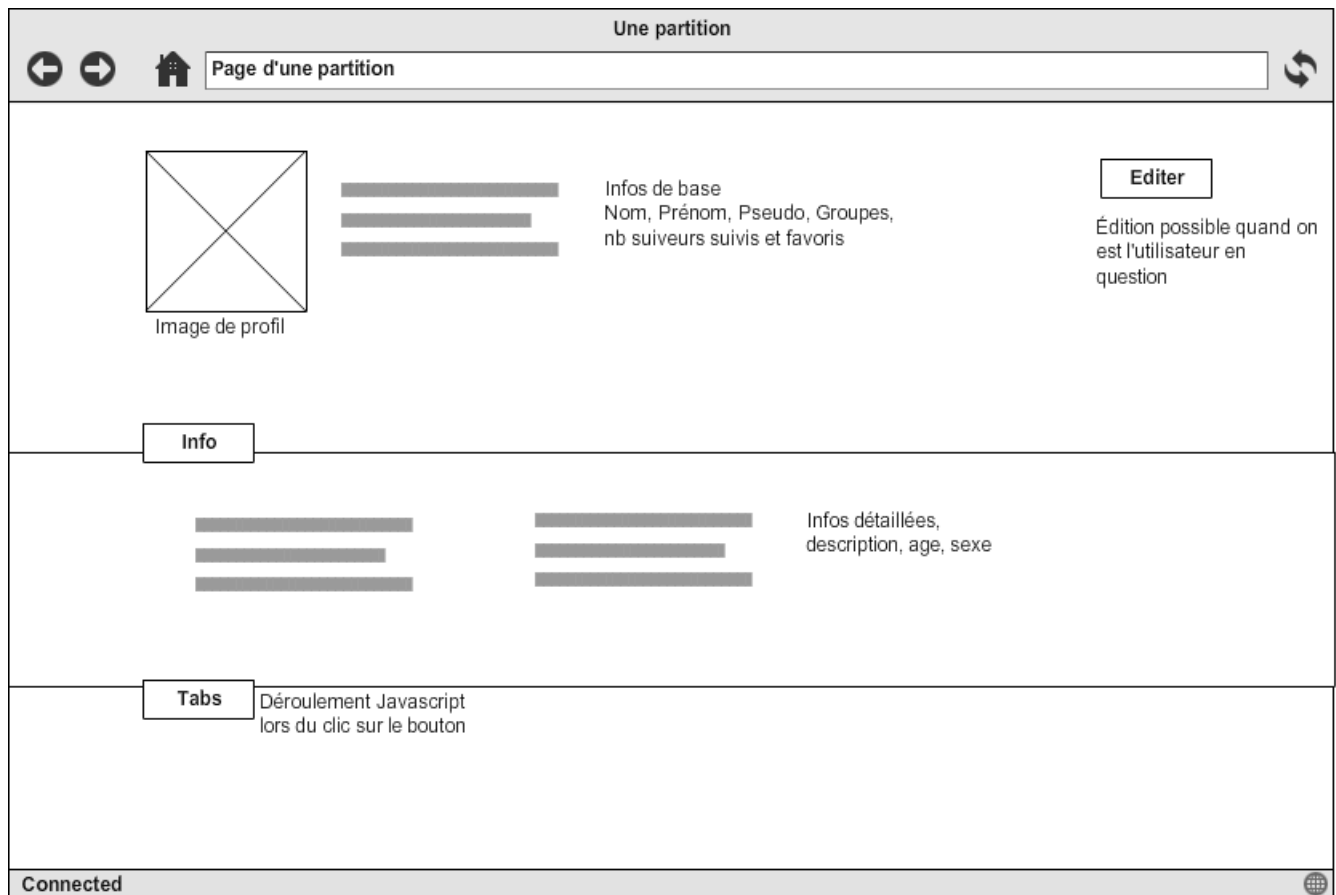 Une partition
Page d'une partition
Infos de base
Nom, Prénom, Pseudo, Groupes,
nb suiveurs suivis et favoris
Editer
Édition possible quand on
est l'utilisateur en
question
Image de profil
Info
Infos détaillées,
description, age, sexe
Tabs
Déroulement Javascript
lors du clic sur le bouton
Connected